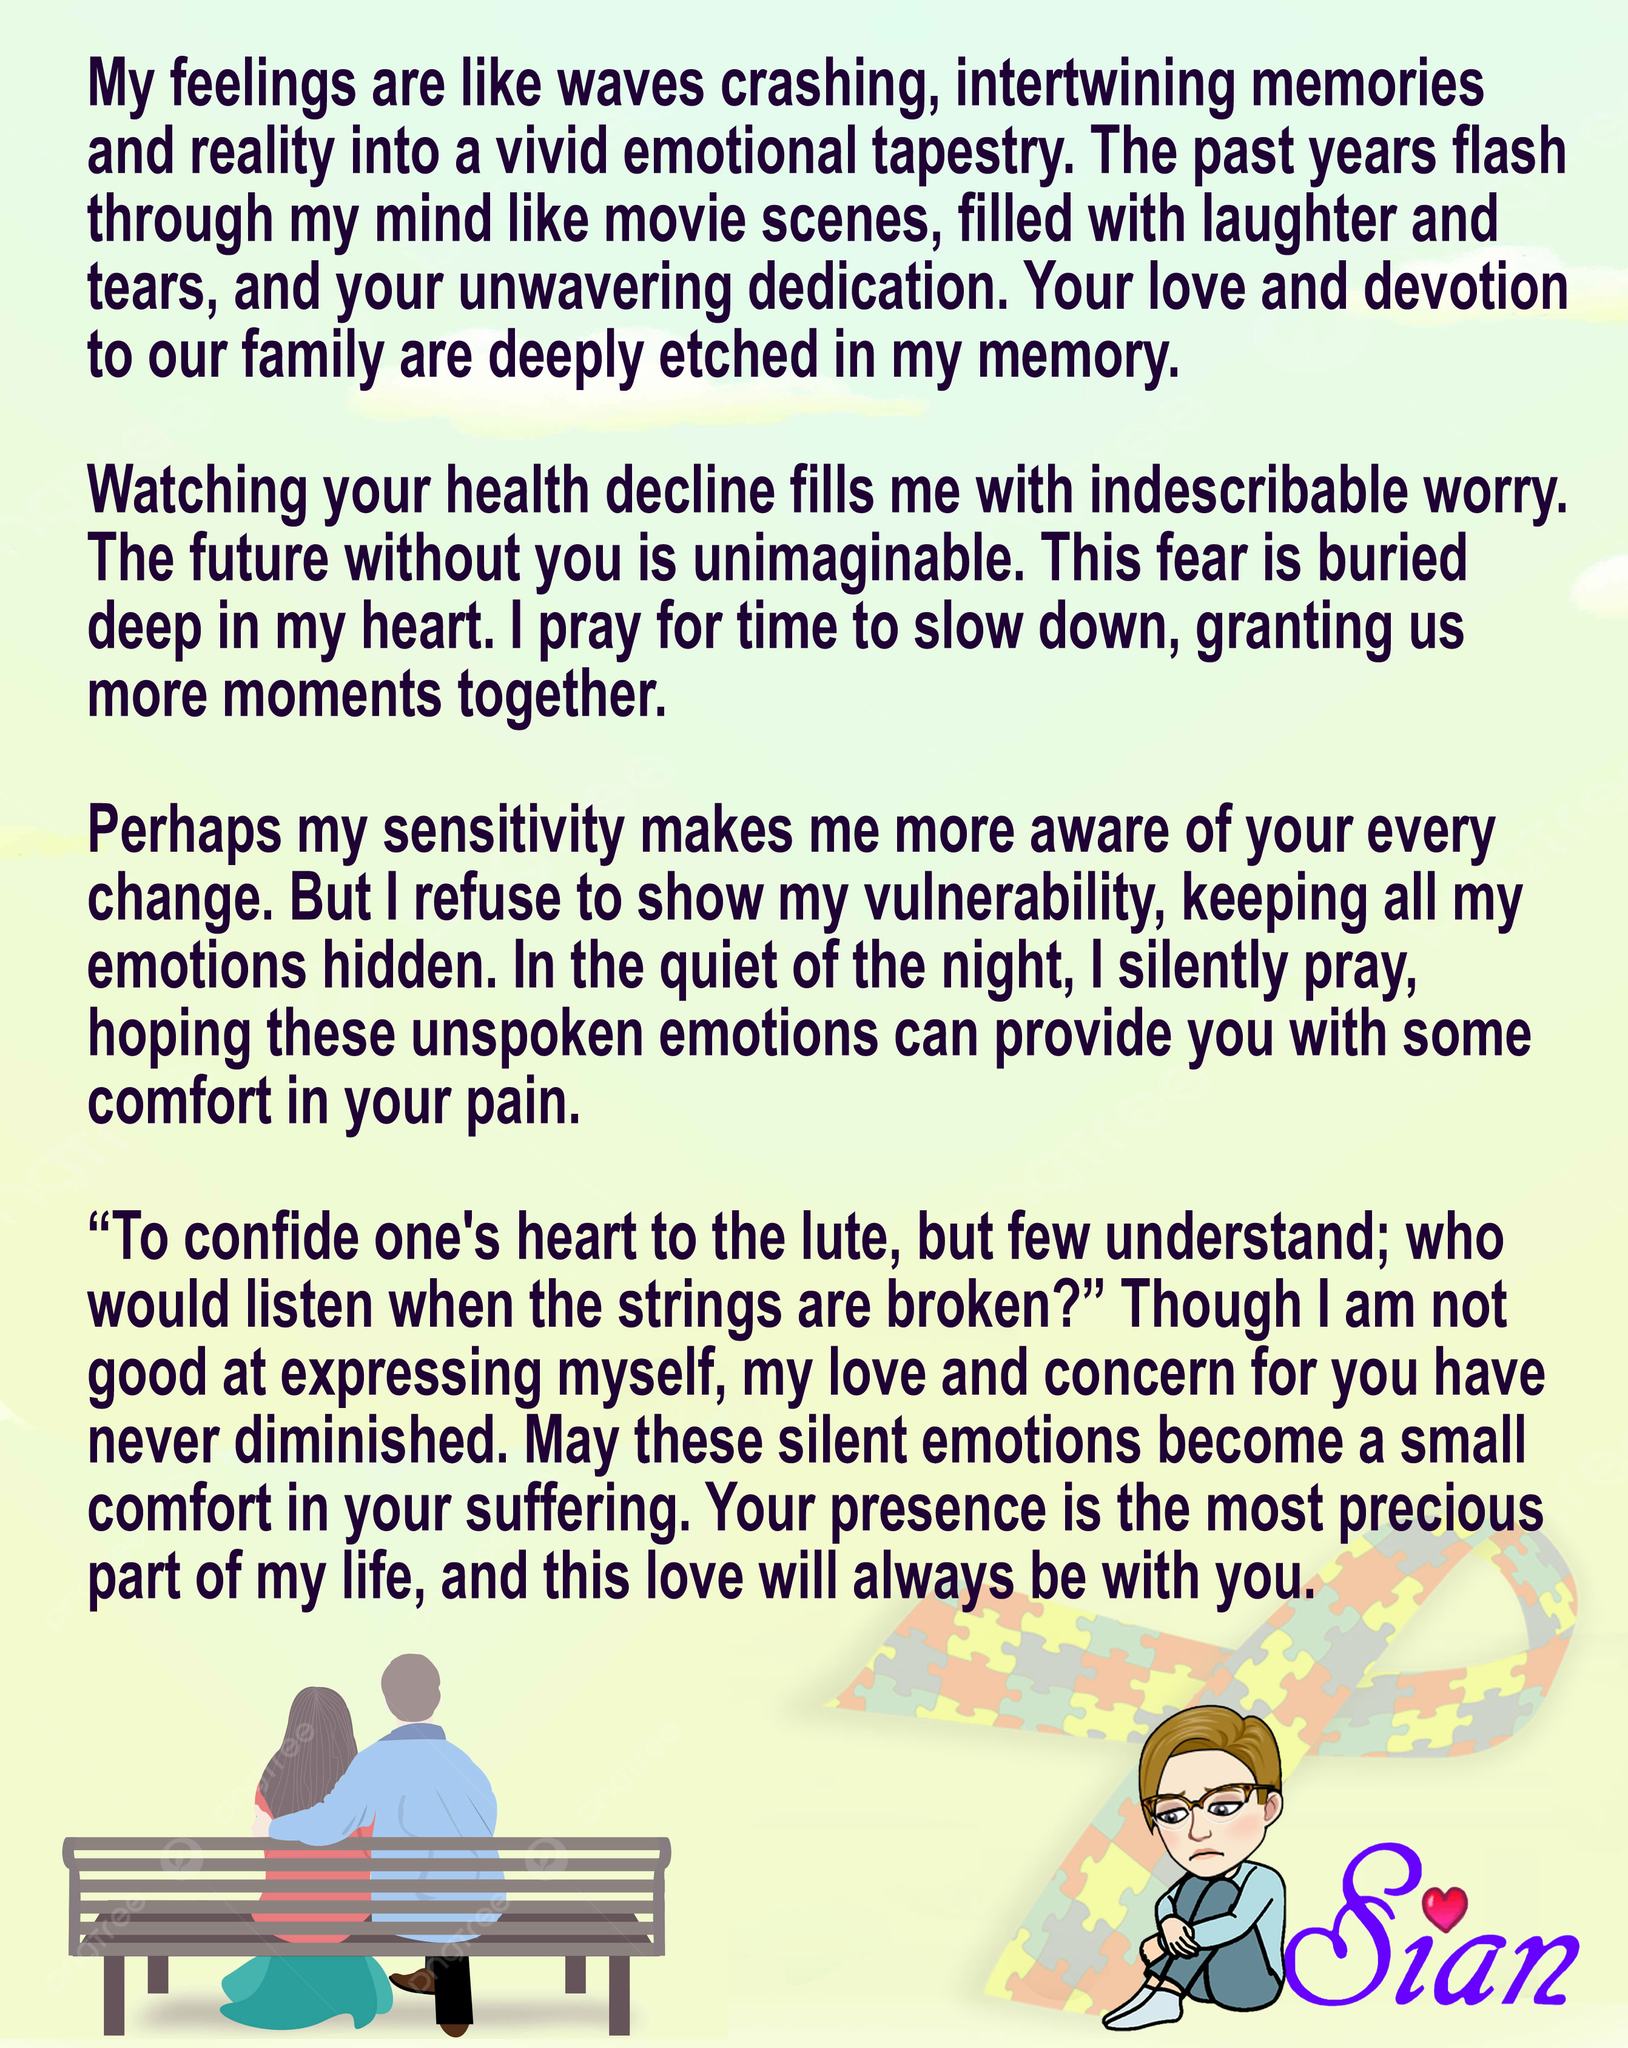 My feelings are like waves crashing, intertwining memories
and reality into a vivid emotional tapestry. The past years flash
through my mind like movie scenes, filled with laughter and
tears, and your unwavering dedication. Your love and devotion
to our family are deeply etched in my memory.
Watching your health decline fills me with indescribable worry.
The future without you is unimaginable. This fear is buried
deep in my heart. I pray for time to slow down, granting us
more moments together.
Perhaps my sensitivity makes me more aware of your every
change. But I refuse to show my vulnerability, keeping all my
emotions hidden. In the quiet of the night, I silently pray,
hoping these unspoken emotions can provide you with some
comfort in your pain.
“To confide one's heart to the lute, but few understand; who
would listen when the strings are broken?” Though I am not
good at expressing myself, my love and concern for you have
never diminished. May these silent emotions become a small
comfort in your suffering. Your presence is the most precious
part of my life, and this love will always be with you.
pngtree
pngtree
pngtree
pngtree
Sian